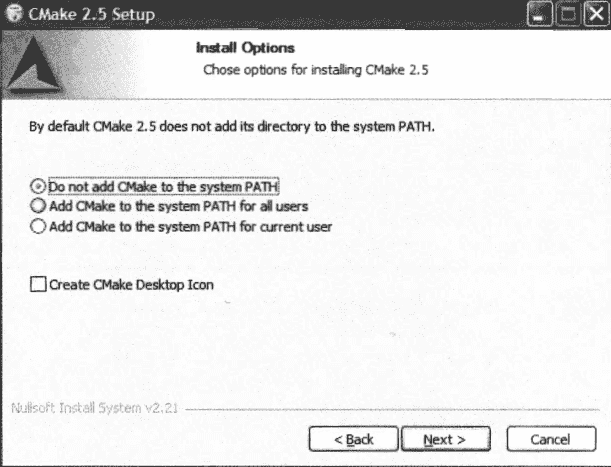 CMake 2.5 Setup
Install Options
Chose options for installing CMake 2.5
By default CMake 2.5 does not add its directory to the system PATH.
Do not add CMake to the system PATH
Add CMake to the system PATH for all users
Add CMake to the system PATH for current user
Create CMake Desktop Icon
Nullsoft Install System v2.21
< Back Next > Cancel